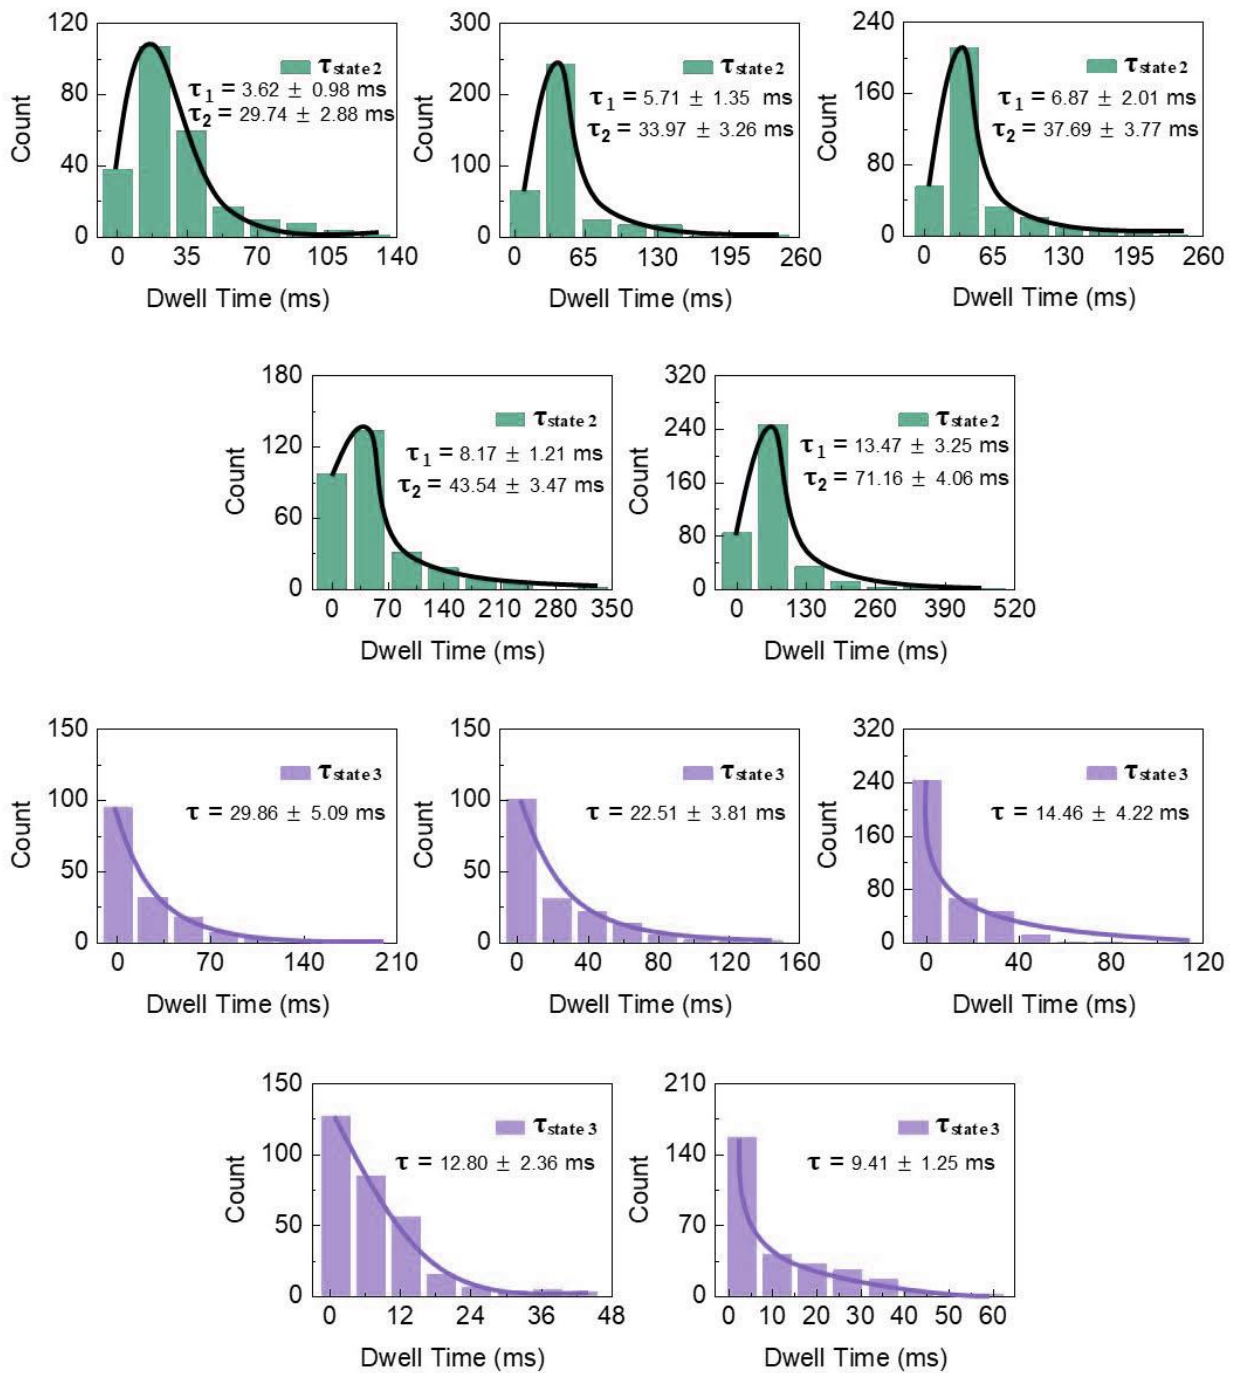 120
80
40
0
Count
τstate 2
τ1 = 3.62 ± 0.98 ms
τ2 = 29.74 ± 2.88 ms
0 35 70 105 140
Dwell Time (ms)
300
200
100
0
Count
τstate 2
τ1 = 5.71 ± 1.35 ms
τ2 = 33.97 ± 3.26 ms
0 65 130 195 260
Dwell Time (ms)
240
160
80
0
Count
τstate 2
τ1 = 6.87 ± 2.01 ms
τ2 = 37.69 ± 3.77 ms
0 65 130 195 260
Dwell Time (ms)
180
120
60
0
Count
τstate 2
τ1 = 8.17 ± 1.21 ms
τ2 = 43.54 ± 3.47 ms
0 70 140 210 280 350
Dwell Time (ms)
320
240
160
80
0
Count
τstate 2
τ1 = 13.47 ± 3.25 ms
τ2 = 71.16 ± 4.06 ms
0 130 260 390 520
Dwell Time (ms)
150
100
50
0
Count
τstate 3
τ = 29.86 ± 5.09 ms
0 70 140 210
Dwell Time (ms)
150
100
50
0
Count
τstate 3
τ = 22.51 ± 3.81 ms
0 40 80 120 160
Dwell Time (ms)
320
240
160
80
0
Count
τstate 3
τ = 14.46 ± 4.22 ms
0 40 80 120
Dwell Time (ms)
150
100
50
0
Count
τstate 3
τ = 12.80 ± 2.36 ms
0 12 24 36 48
Dwell Time (ms)
210
140
70
0
Count
τstate 3
τ = 9.41 ± 1.25 ms
0 10 20 30 40 50 60
Dwell Time (ms)